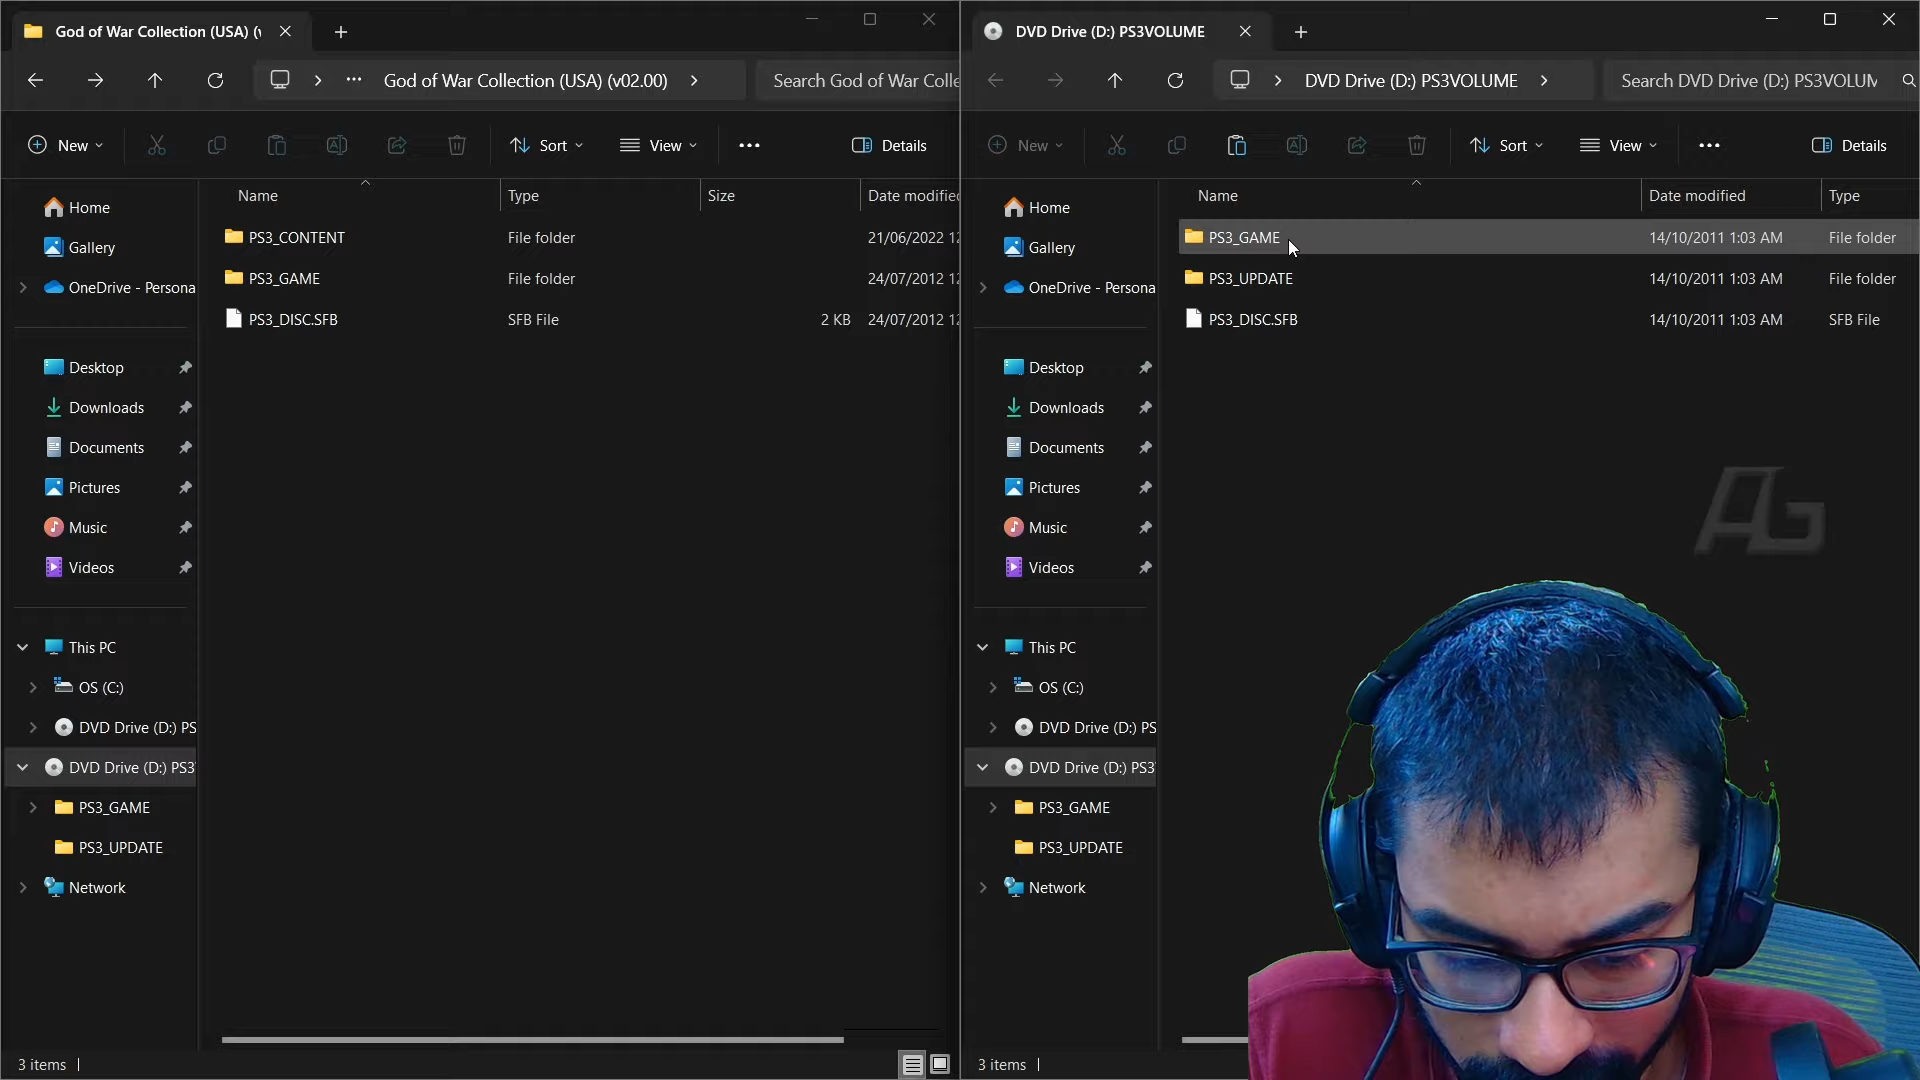 God of War Collection (USA) (v
God of War Collection (USA) (v02.00)
Search God of War Colle
New
Sort
View
Details
Name
Type
Size
Date modified
PS3_CONTENT
File folder
21/06/2022 12
PS3_GAME
File folder
24/07/2012 12
PS3_DISC.SFB
SFB File
2 KB
24/07/2012 12
Home
Gallery
OneDrive - Persona
Desktop
Downloads
Documents
Pictures
Music
Videos
This PC
OS (C:)
DVD Drive (D:) PS
DVD Drive (D:) PS3
PS3_GAME
PS3_UPDATE
Network
3 items
DVD Drive (D:) PS3VOLUME
DVD Drive (D:) PS3VOLUME
Search DVD Drive (D:) PS3VOLUM
New
Sort
View
Details
Name
Date modified
Type
PS3_GAME
14/10/2011 1:03 AM
File folder
PS3_UPDATE
14/10/2011 1:03 AM
File folder
PS3_DISC.SFB
14/10/2011 1:03 AM
SFB File
Home
Gallery
OneDrive - Persona
Desktop
Downloads
Documents
Pictures
Music
Videos
This PC
OS (C:)
DVD Drive (D:) PS
DVD Drive (D:) PS3
PS3_GAME
PS3_UPDATE
Network
3 items
AG